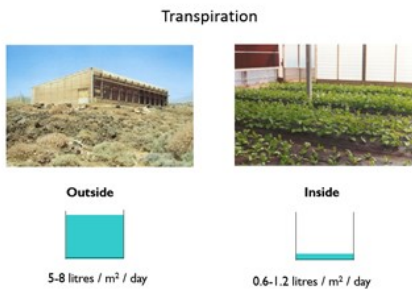 Transpiration
Outside
Inside
5-8 litres / m² / day
0.6-1.2 litres / m² / day